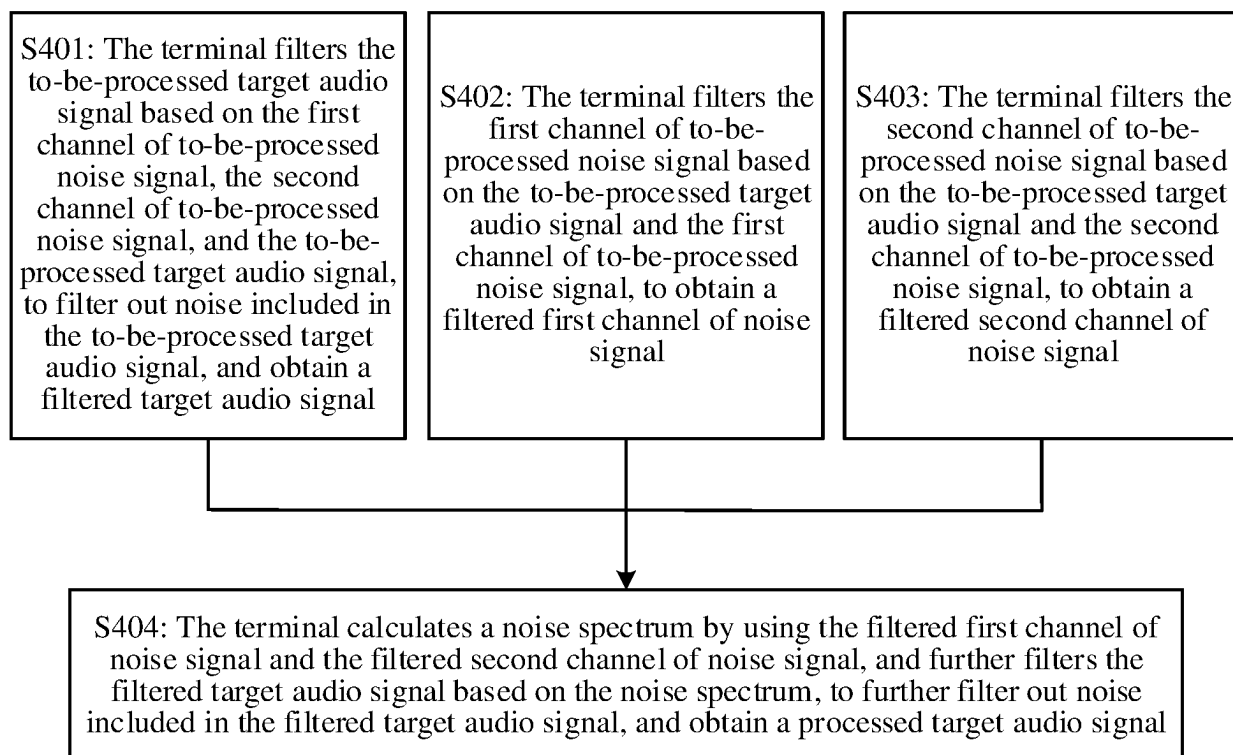 S401: The terminal filters the
to-be-processed target audio
signal based on the first
channel of to-be-processed
noise signal, the second
channel of to-be-processed
noise signal, and the to-be-
processed target audio signal,
to filter out noise included in
the to-be-processed target
audio signal, and obtain a
filtered target audio signal
S402: The terminal filters the
first channel of to-be-
processed noise signal based
on the to-be-processed target
audio signal and the first
channel of to-be-processed
noise signal, to obtain a
filtered first channel of noise
signal
S403: The terminal filters the
second channel of to-be-
processed noise signal based
on the to-be-processed target
audio signal and the second
channel of to-be-processed
noise signal, to obtain a
filtered second channel of
noise signal
S404: The terminal calculates a noise spectrum by using the filtered first channel of
noise signal and the filtered second channel of noise signal, and further filters the
filtered target audio signal based on the noise spectrum, to further filter out noise
included in the filtered target audio signal, and obtain a processed target audio signal